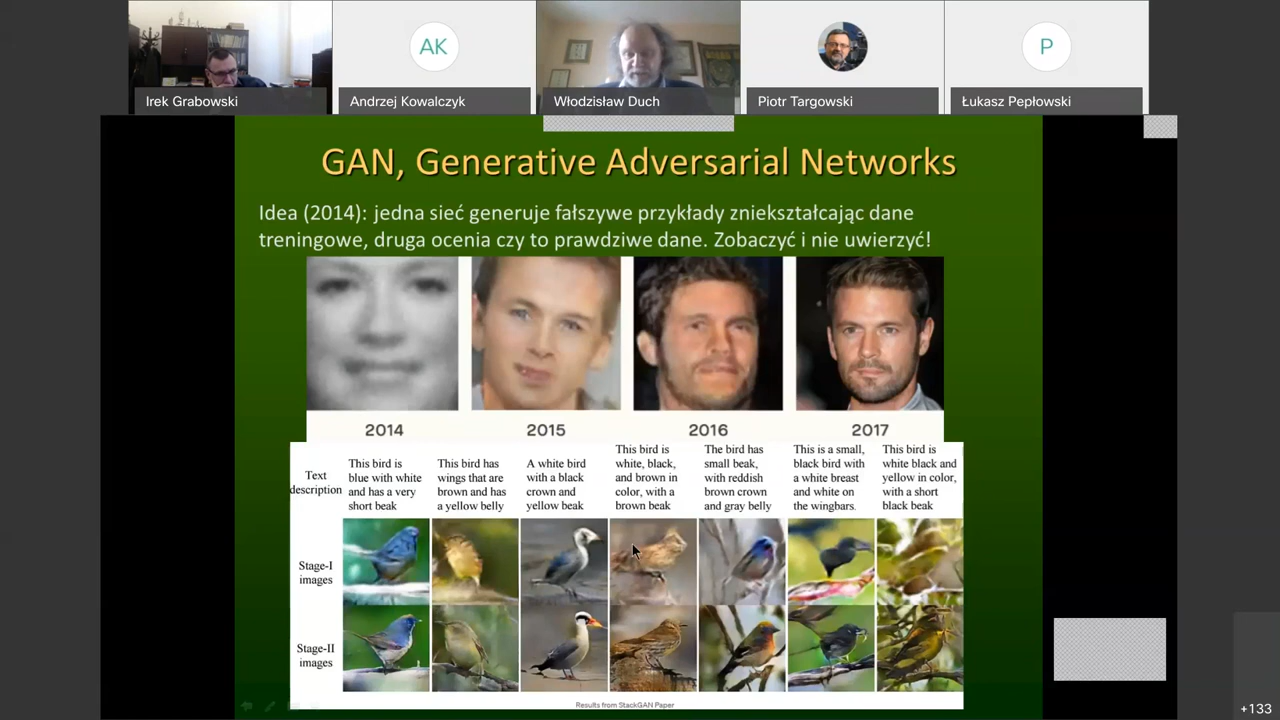 AK
P
Irek Grabowski
Andrzej Kowalczyk
Włodzisław Duch
Piotr Targowski
Łukasz Pepłowski
GAN, Generative Adversarial Networks
Idea (2014): jedna sieć generuje fałszywe przykłady zniekształcając dane
treningowe, druga ocenia czy to prawdziwe dane. Zobaczyć i nie uwierzyć!
2014
2015
2016
2017
Text
description
This bird is
blue with white
and has a very
short beak
This bird has
wings that are
brown and has
a yellow belly
A white bird
with a black
crown and
yellow beak
This bird is
white, black,
and brown in
color, with a
brown beak
The bird has
small beak,
with reddish
brown crown
and gray belly
This is a small,
black bird with
a white breast
and white on
the wingbars.
This bird is
white black and
yellow in color,
with a short
black beak
Stage-I
images
Stage-II
images
Results from StackGAN Paper
+133